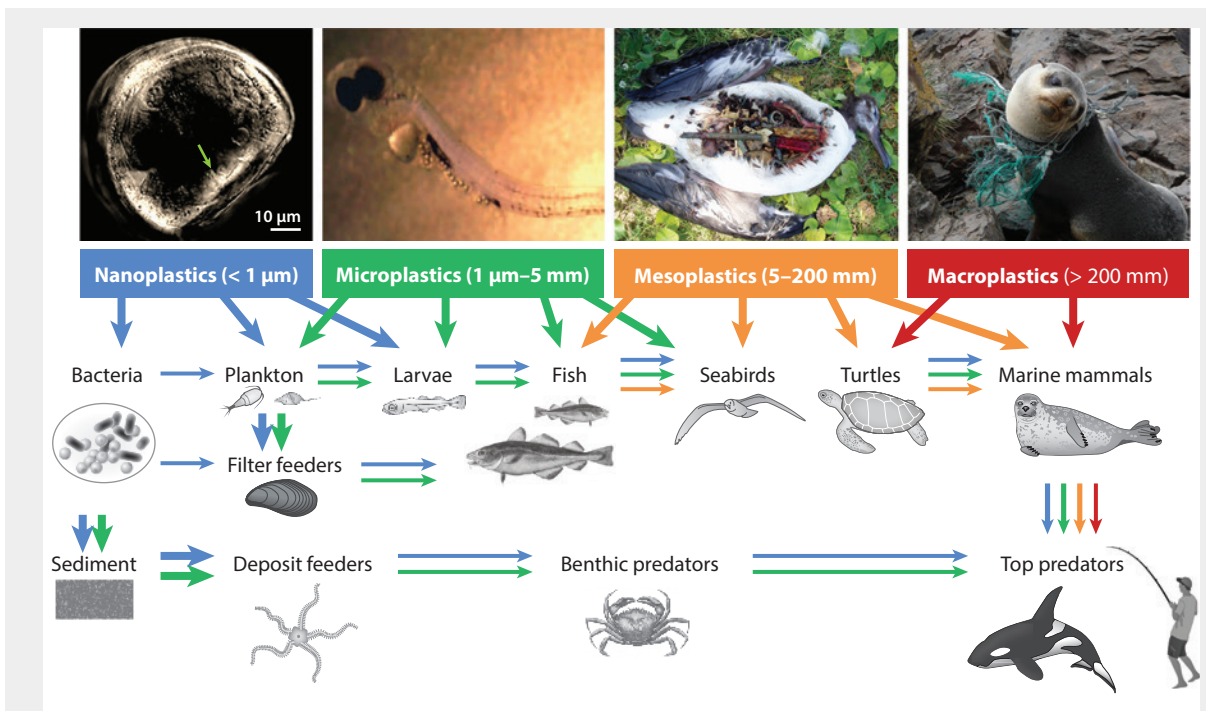 10 µm
Nanoplastics (< 1 µm)
Microplastics (1 µm–5 mm)
Mesoplastics (5–200 mm)
Macroplastics (> 200 mm)
Bacteria
Plankton
Larvae
Fish
Seabirds
Turtles
Marine mammals
Filter feeders
Sediment
Deposit feeders
Benthic predators
Top predators